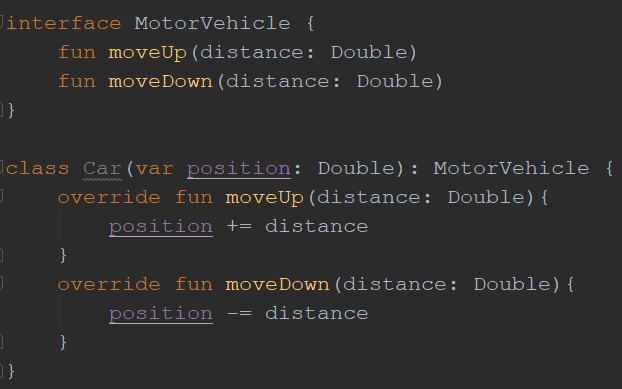 interface MotorVehicle {
    fun moveUp(distance: Double)
    fun moveDown(distance: Double)
}

class Car(var position: Double): MotorVehicle {
    override fun moveUp(distance: Double){
        position += distance
    }
    override fun moveDown(distance: Double){
        position -= distance
    }
}